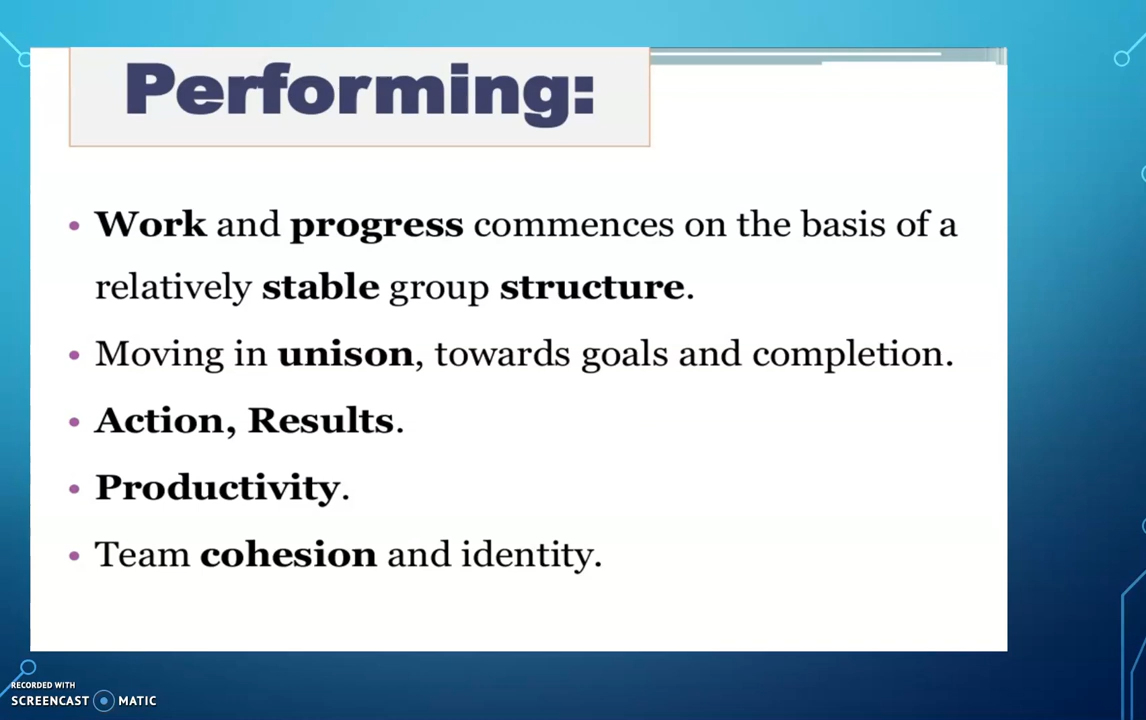 Performing:
• Work and progress commences on the basis of a
relatively stable group structure.
• Moving in unison, towards goals and completion.
• Action, Results.
• Productivity.
• Team cohesion and identity.
RECORDED WITH
SCREENCAST MATIC